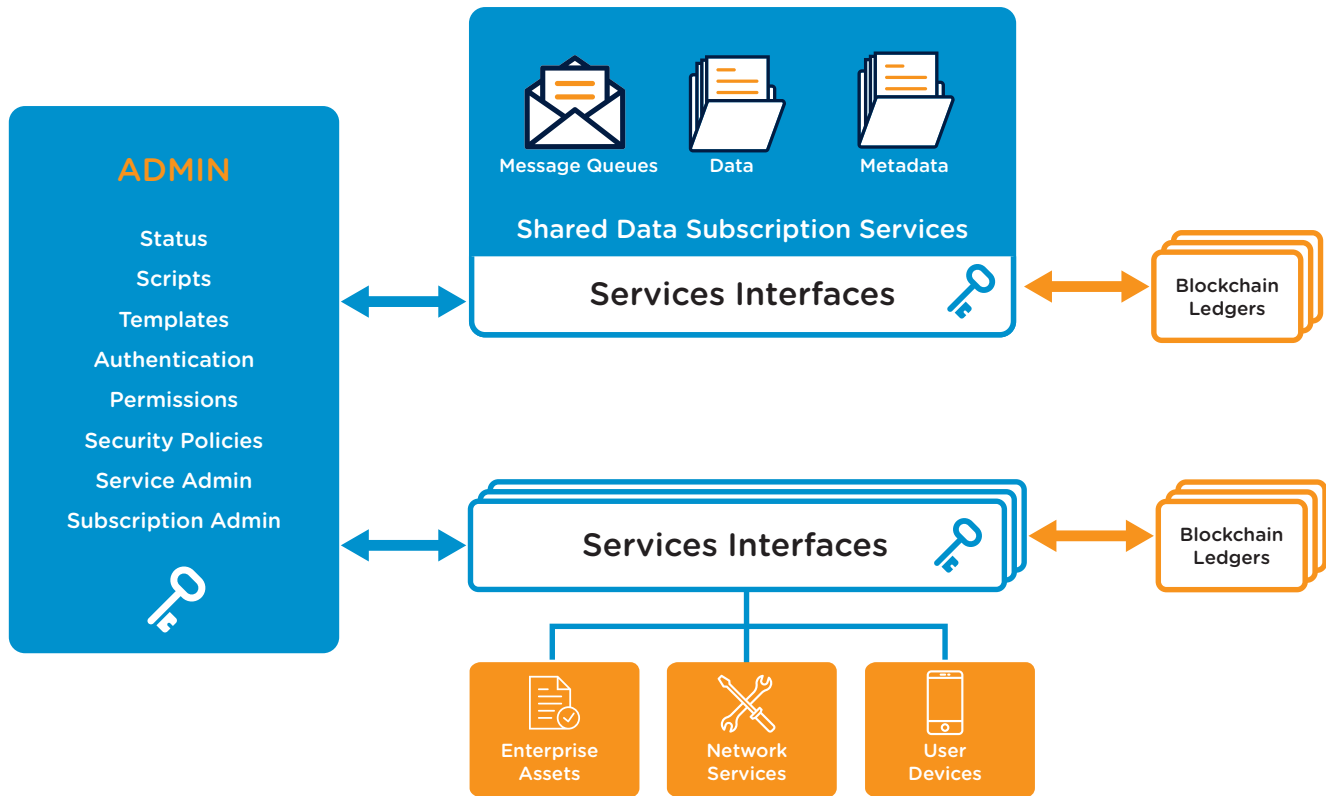 ADMIN
Status
Scripts
Templates
Authentication
Permissions
Security Policies
Service Admin
Subscription Admin
Message Queues
Data
Metadata
Shared Data Subscription Services
Services Interfaces
Blockchain
Ledgers
Services Interfaces
Blockchain
Ledgers
Enterprise
Assets
Network
Services
User
Devices